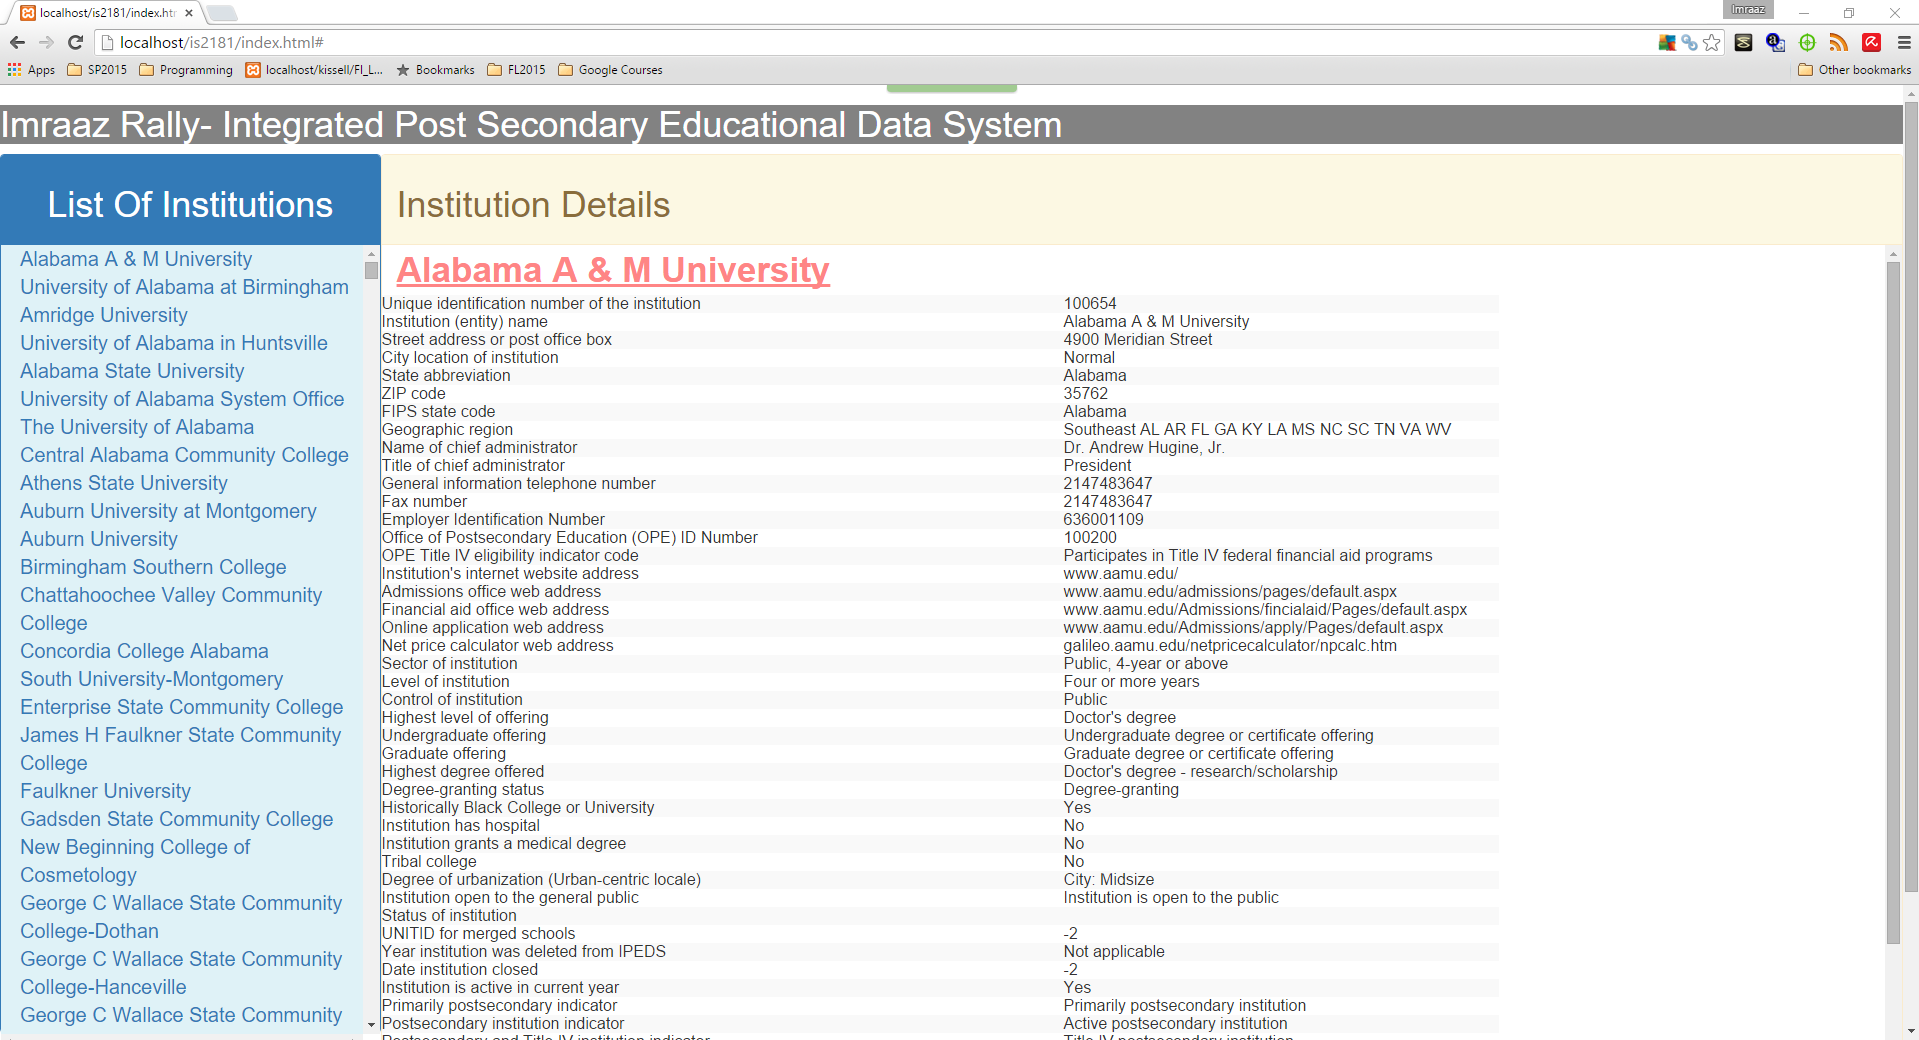 localhost/is2181/index.htm
Imraaz
localhost/is2181/index.html#
Apps
SP2015
Programming
localhost/kissell/FI_L...
Bookmarks
FL2015
Google Courses
Other bookmarks
Imraaz Rally- Integrated Post Secondary Educational Data System
List Of Institutions
Alabama A & M University
University of Alabama at Birmingham
Amridge University
University of Alabama in Huntsville
Alabama State University
University of Alabama System Office
The University of Alabama
Central Alabama Community College
Athens State University
Auburn University at Montgomery
Auburn University
Birmingham Southern College
Chattahoochee Valley Community
College
Concordia College Alabama
South University-Montgomery
Enterprise State Community College
James H Faulkner State Community
College
Faulkner University
Gadsden State Community College
New Beginning College of
Cosmetology
George C Wallace State Community
College-Dothan
George C Wallace State Community
College-Hanceville
George C Wallace State Community
Institution Details
Alabama A & M University
Unique identification number of the institution 100654
Institution (entity) name Alabama A & M University
Street address or post office box 4900 Meridian Street
City location of institution Normal
State abbreviation Alabama
ZIP code 35762
FIPS state code Alabama
Geographic region Southeast AL AR FL GA KY LA MS NC SC TN VA WV
Name of chief administrator Dr. Andrew Hugine, Jr.
Title of chief administrator President
General information telephone number 2147483647
Fax number 2147483647
Employer Identification Number 636001109
Office of Postsecondary Education (OPE) ID Number 100200
OPE Title IV eligibility indicator code Participates in Title IV federal financial aid programs
Institution's internet website address www.aamu.edu/
Admissions office web address www.aamu.edu/admissions/pages/default.aspx
Financial aid office web address www.aamu.edu/Admissions/fincialaid/Pages/default.aspx
Online application web address www.aamu.edu/Admissions/apply/Pages/default.aspx
Net price calculator web address galileo.aamu.edu/netpricecalculator/npcalc.htm
Sector of institution Public, 4-year or above
Level of institution Four or more years
Control of institution Public
Highest level of offering Doctor's degree
Undergraduate offering Undergraduate degree or certificate offering
Graduate offering Graduate degree or certificate offering
Highest degree offered Doctor's degree - research/scholarship
Degree-granting status Degree-granting
Historically Black College or University Yes
Institution has hospital No
Institution grants a medical degree No
Tribal college No
Degree of urbanization (Urban-centric locale) City: Midsize
Institution open to the general public Institution is open to the public
Status of institution
UNITID for merged schools -2
Year institution was deleted from IPEDS Not applicable
Date institution closed -2
Institution is active in current year Yes
Primarily postsecondary indicator Primarily postsecondary institution
Postsecondary institution indicator Active postsecondary institution
Postsecondary and Title IV institution indicator Title IV postsecondary institution